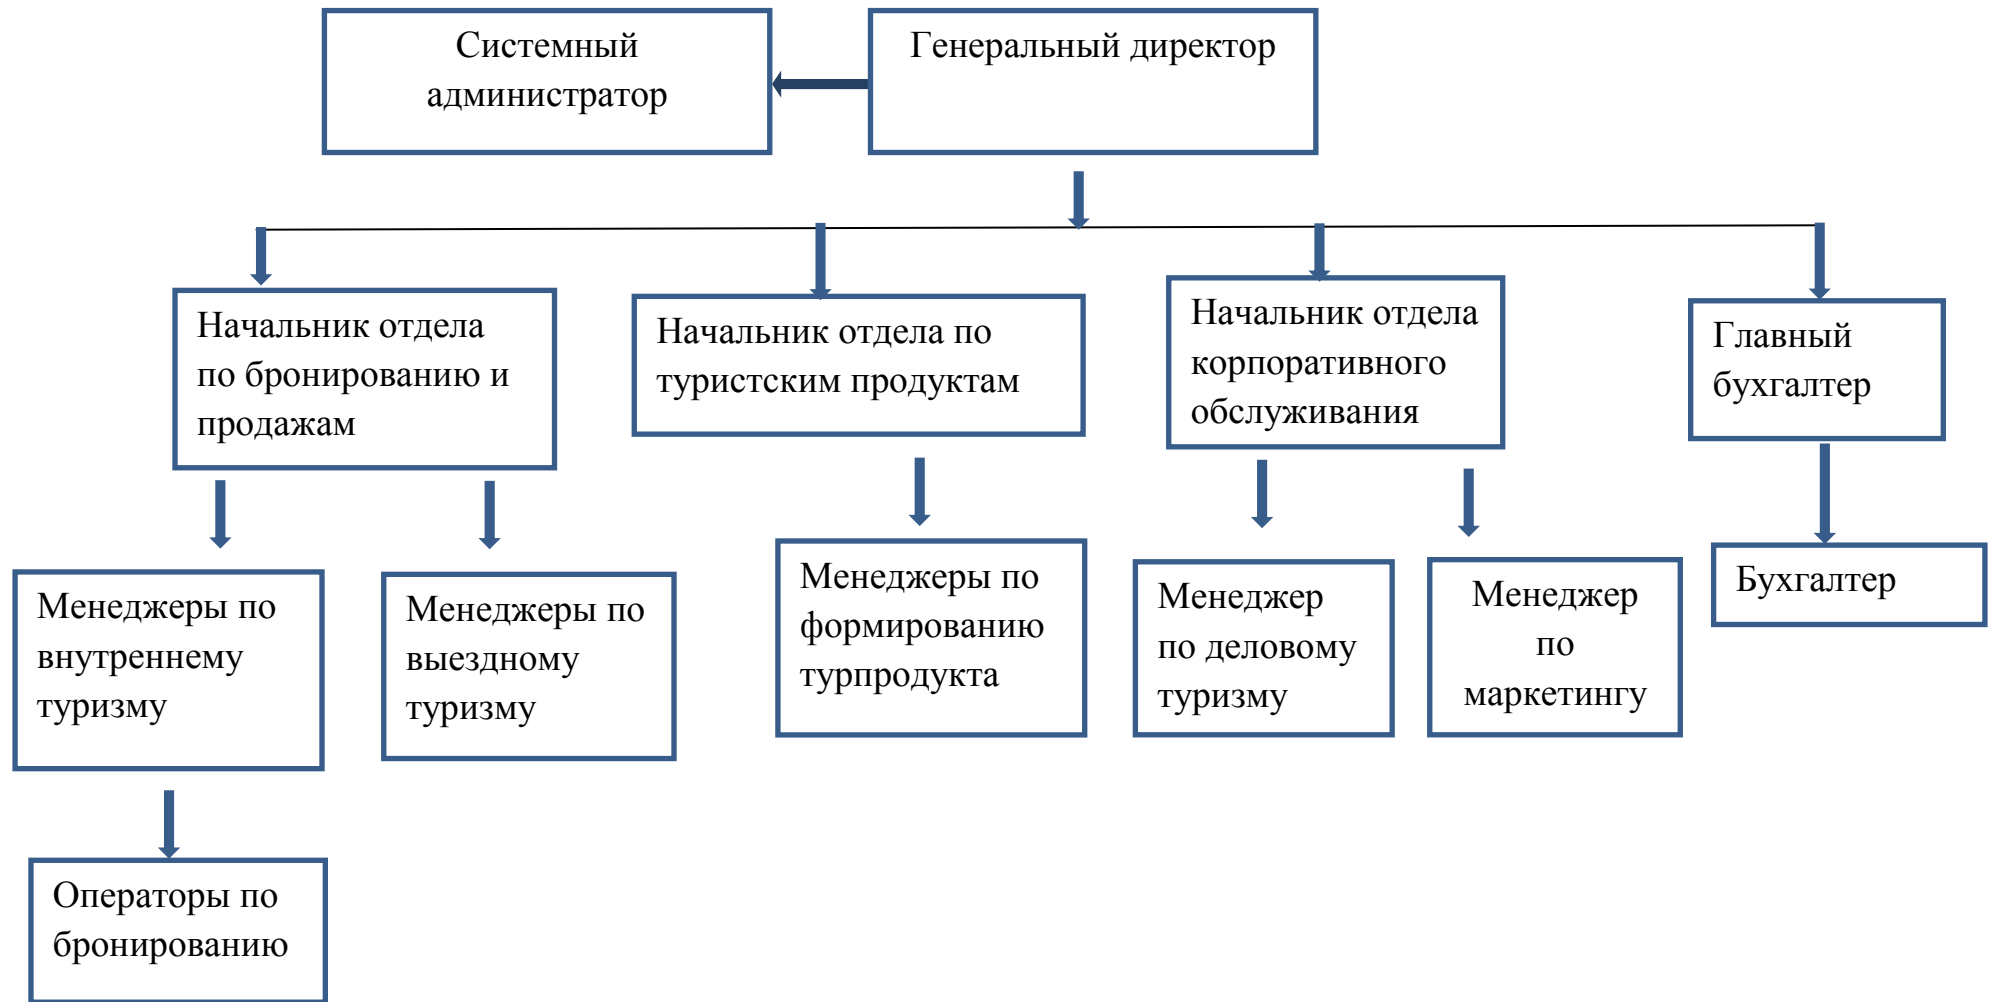 Системный
администратор
Генеральный директор
Начальник отдела
по бронированию и
продажам
Начальник отдела по
туристским продуктам
Начальник отдела
корпоративного
обслуживания
Главный
бухгалтер
Менеджеры по
внутреннему
туризму
Менеджеры по
выездному
туризму
Менеджеры по
формированию
турпродукта
Менеджер
по деловому
туризму
Менеджер
по
маркетингу
Бухгалтер
Операторы по
бронированию